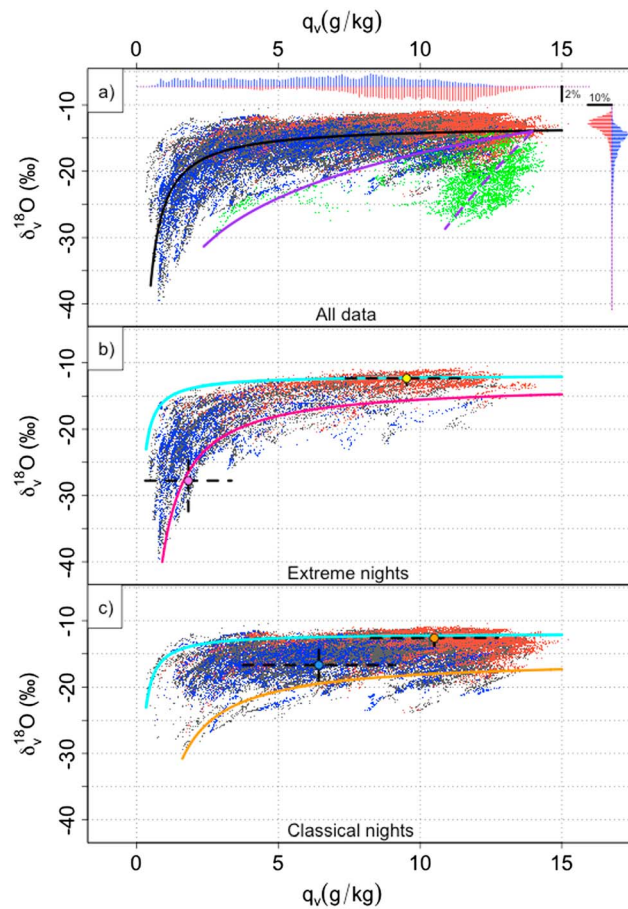 qᵥ(g/kg)
0 5 10 15
a)
2%
10%
-10
-20
-30
-40
δᵥ¹⁸O (‰)
All data
b)
-10
-20
-30
-40
δᵥ¹⁸O (‰)
Extreme nights
c)
-10
-20
-30
-40
δᵥ¹⁸O (‰)
Classical nights
0 5 10 15
qᵥ(g/kg)